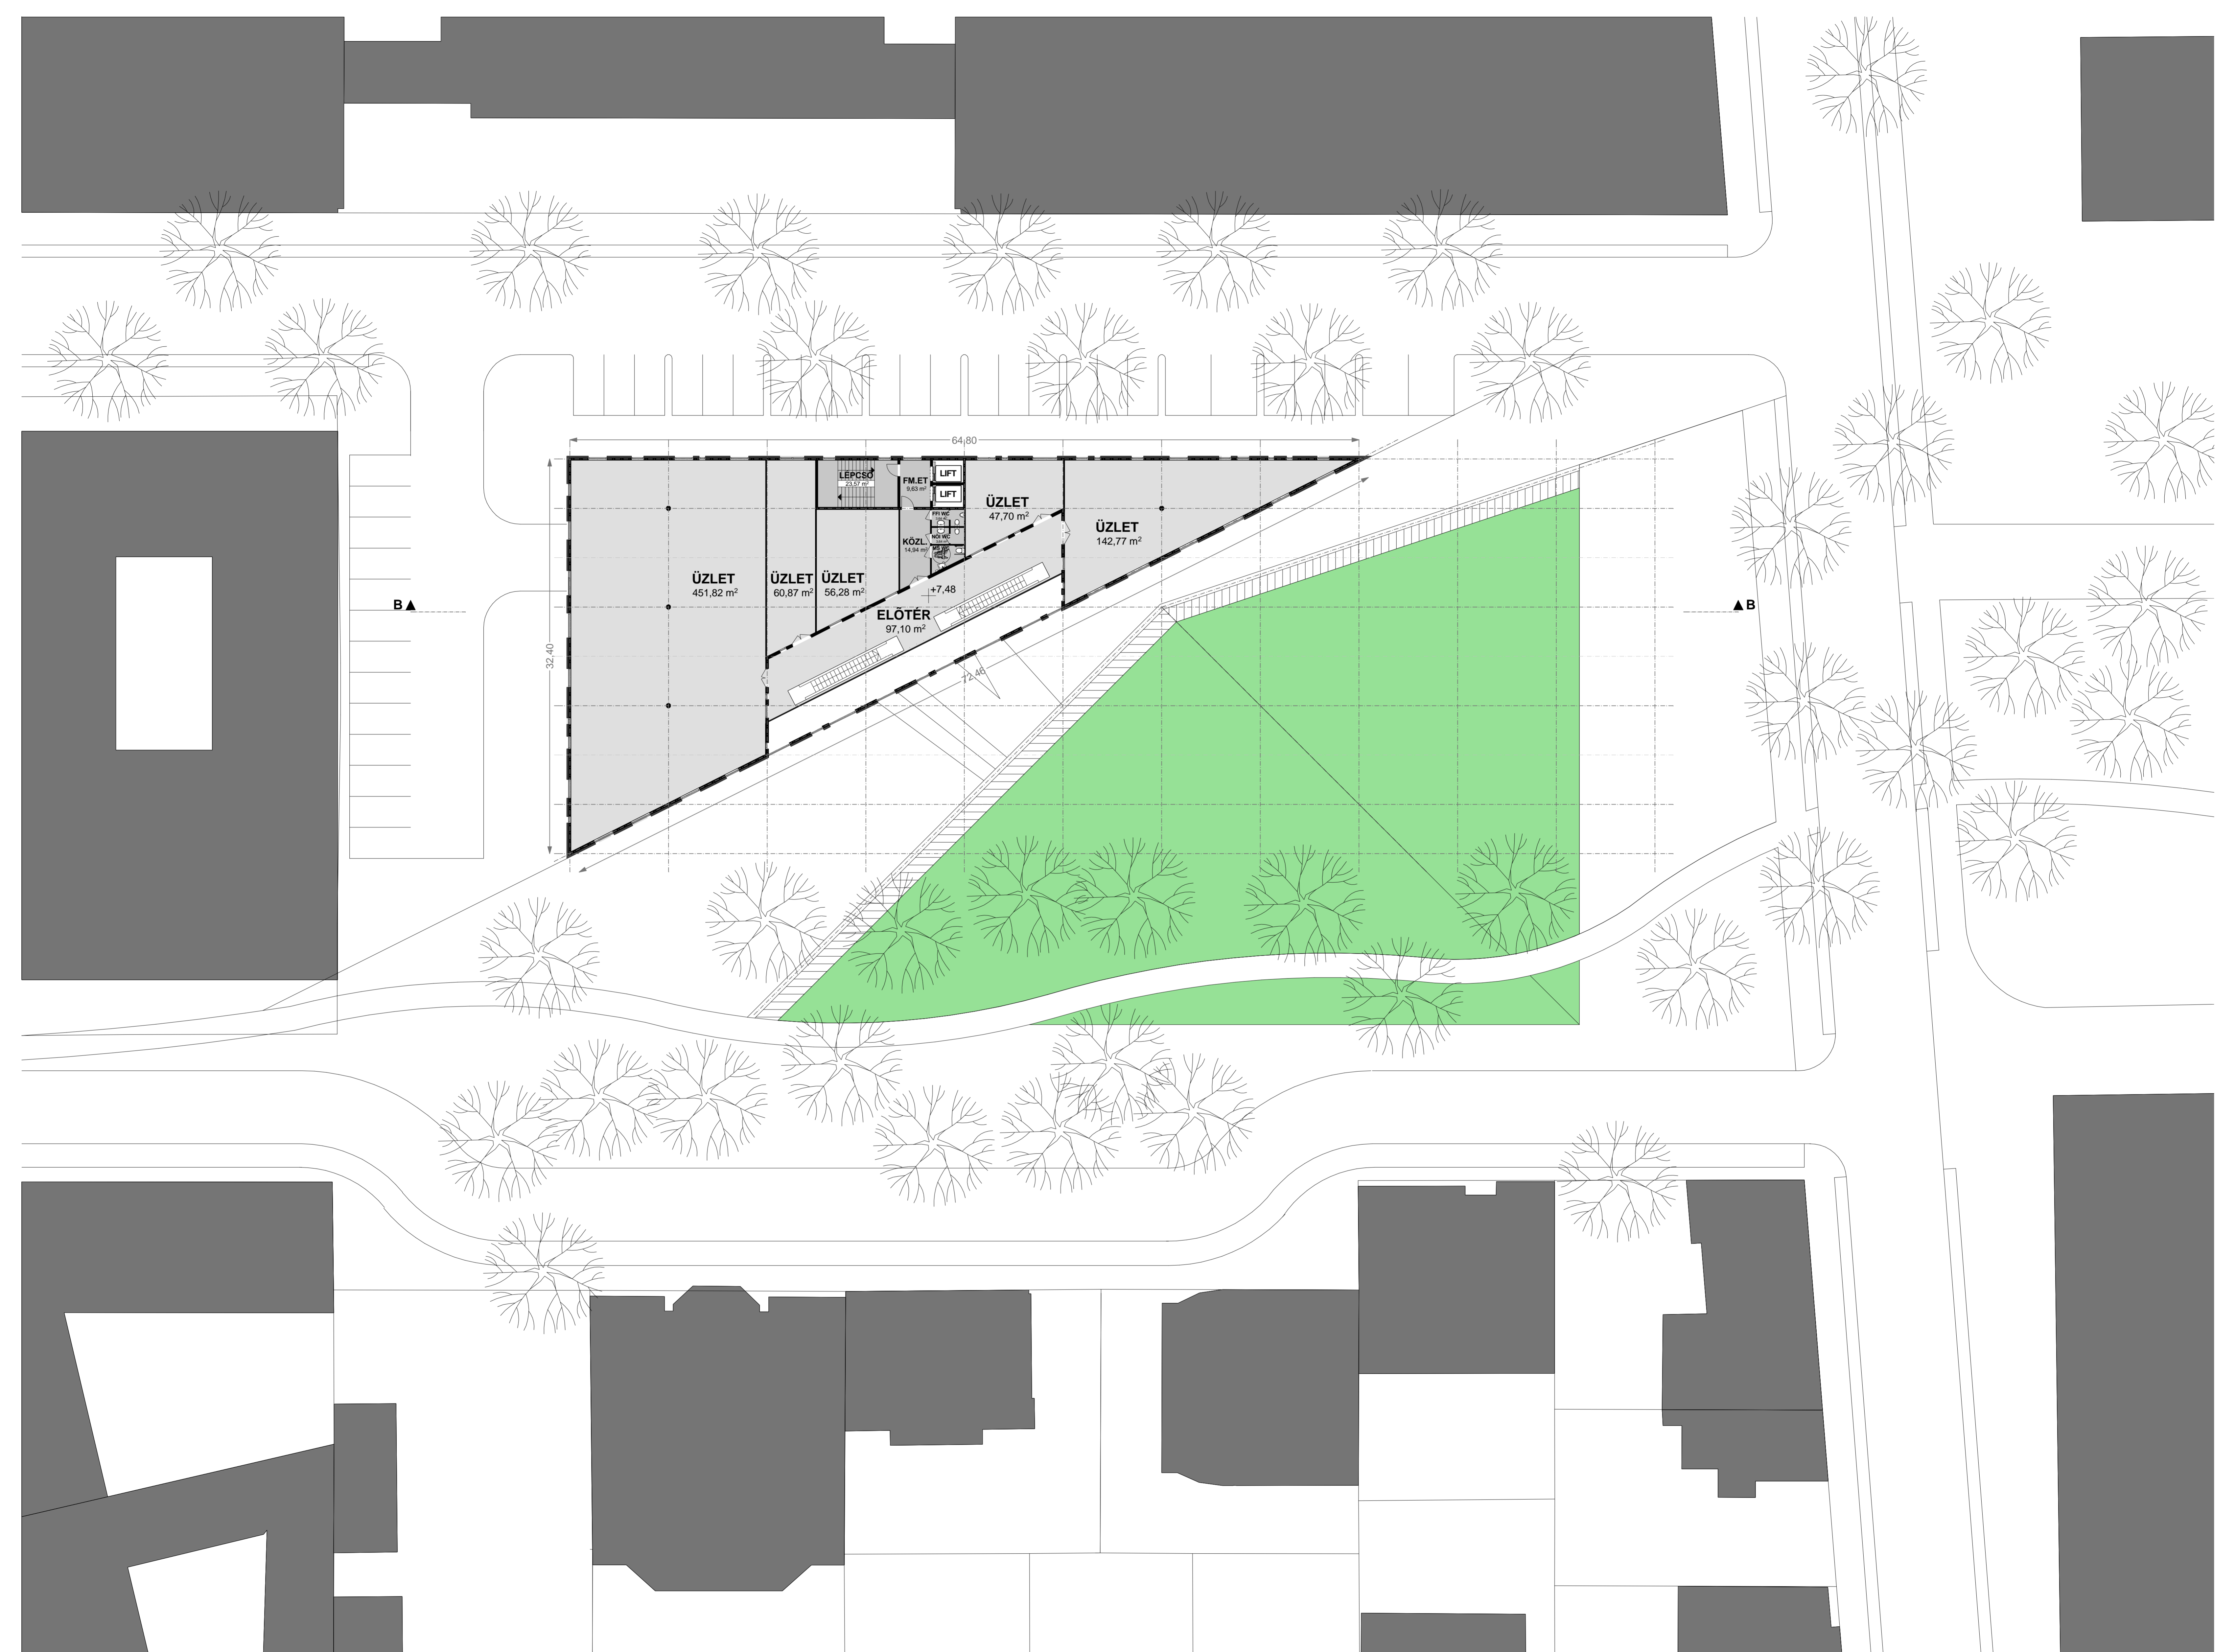 64,80
LÉPCSŐ
23,57 m²
FM.ET
9,63 m²
LIFT
LIFT
ÜZLET
47,70 m²
ÜZLET
142,77 m²
FFI WC
NŐI WC
KÖZL.
14,94 m²
ÜZLET
451,82 m²
ÜZLET
60,87 m²
ÜZLET
56,28 m²
+7,48
ELÕTÉR
97,10 m²
B
B
32,40
72,46